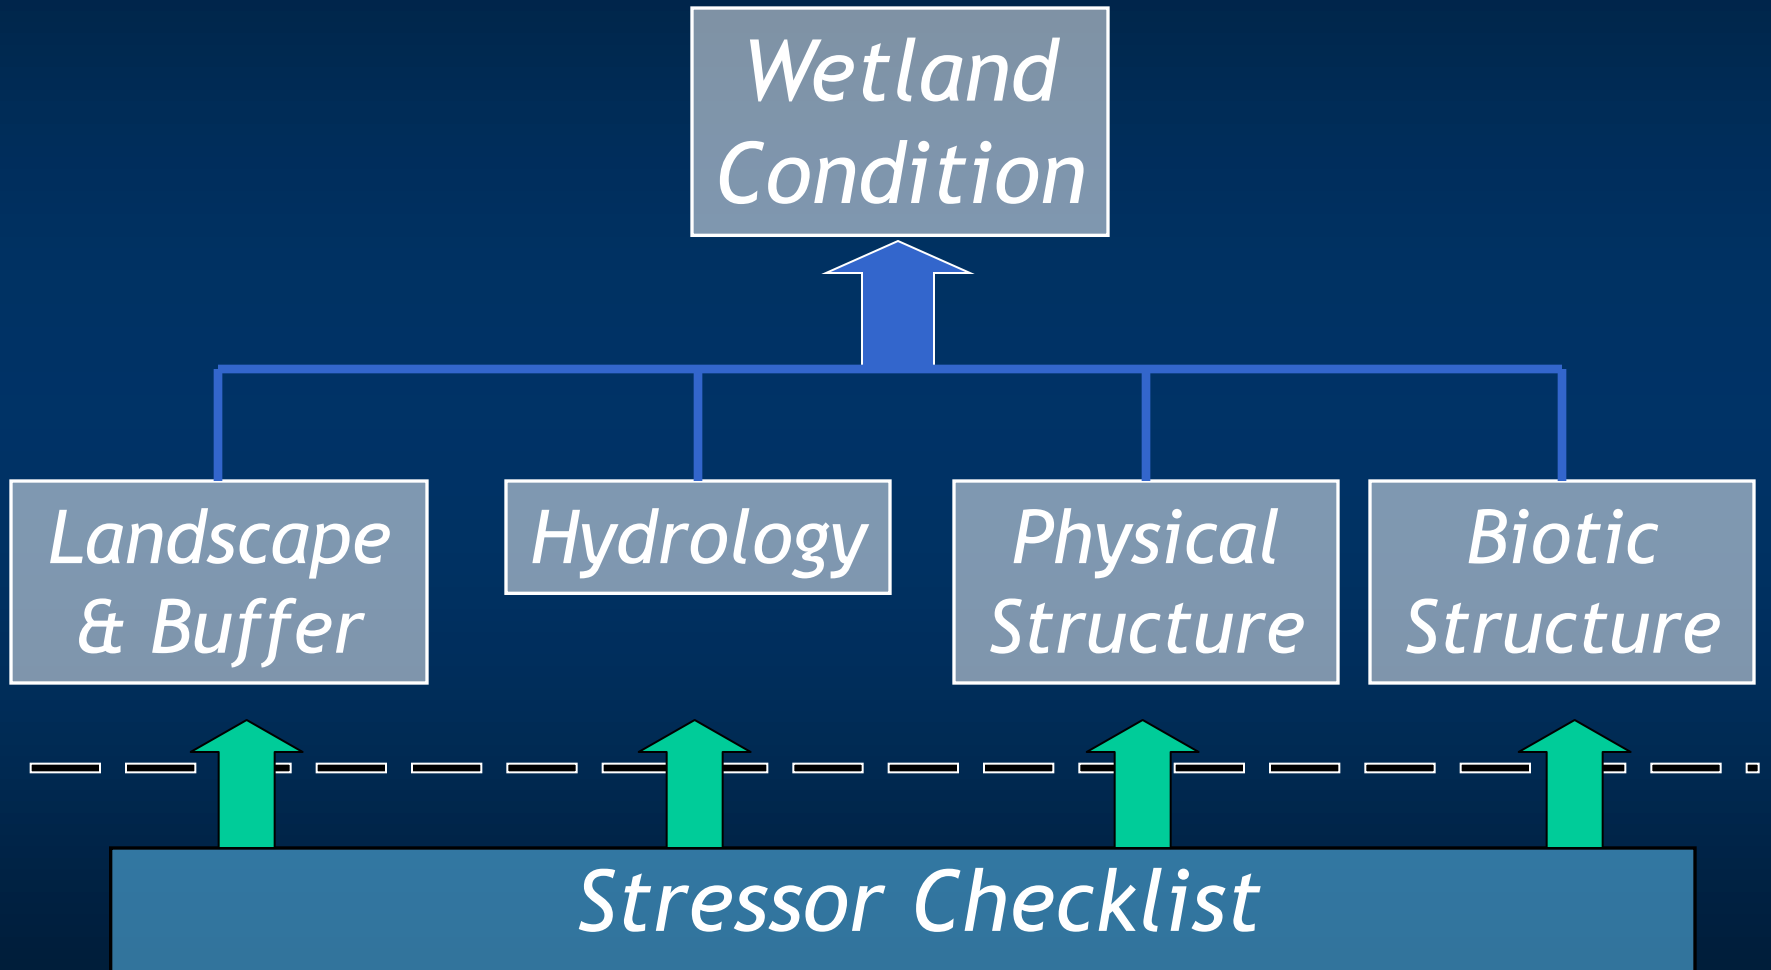 Wetland
Condition
Landscape
& Buffer
Hydrology
Physical
Structure
Biotic
Structure
Stressor Checklist